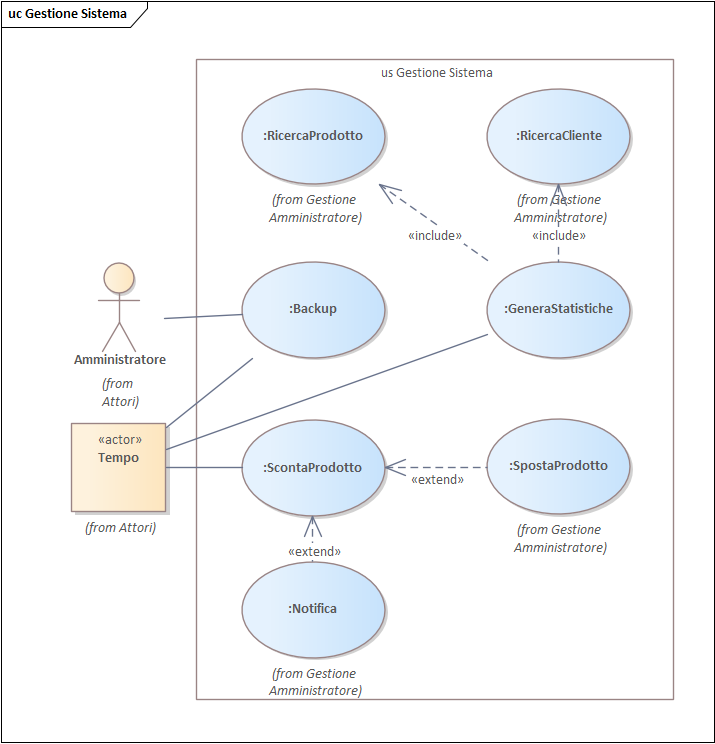 uc Gestione Sistema
us Gestione Sistema
:RicercaProdotto
(from Gestione
Amministratore)
:RicercaCliente
(from Gestione
Amministratore)
«include»
«include»
Amministratore
(from
Attori)
:Backup
:GeneraStatistiche
«actor»
Tempo
(from Attori)
:ScontaProdotto
«extend»
:SpostaProdotto
(from Gestione
Amministratore)
«extend»
:Notifica
(from Gestione
Amministratore)